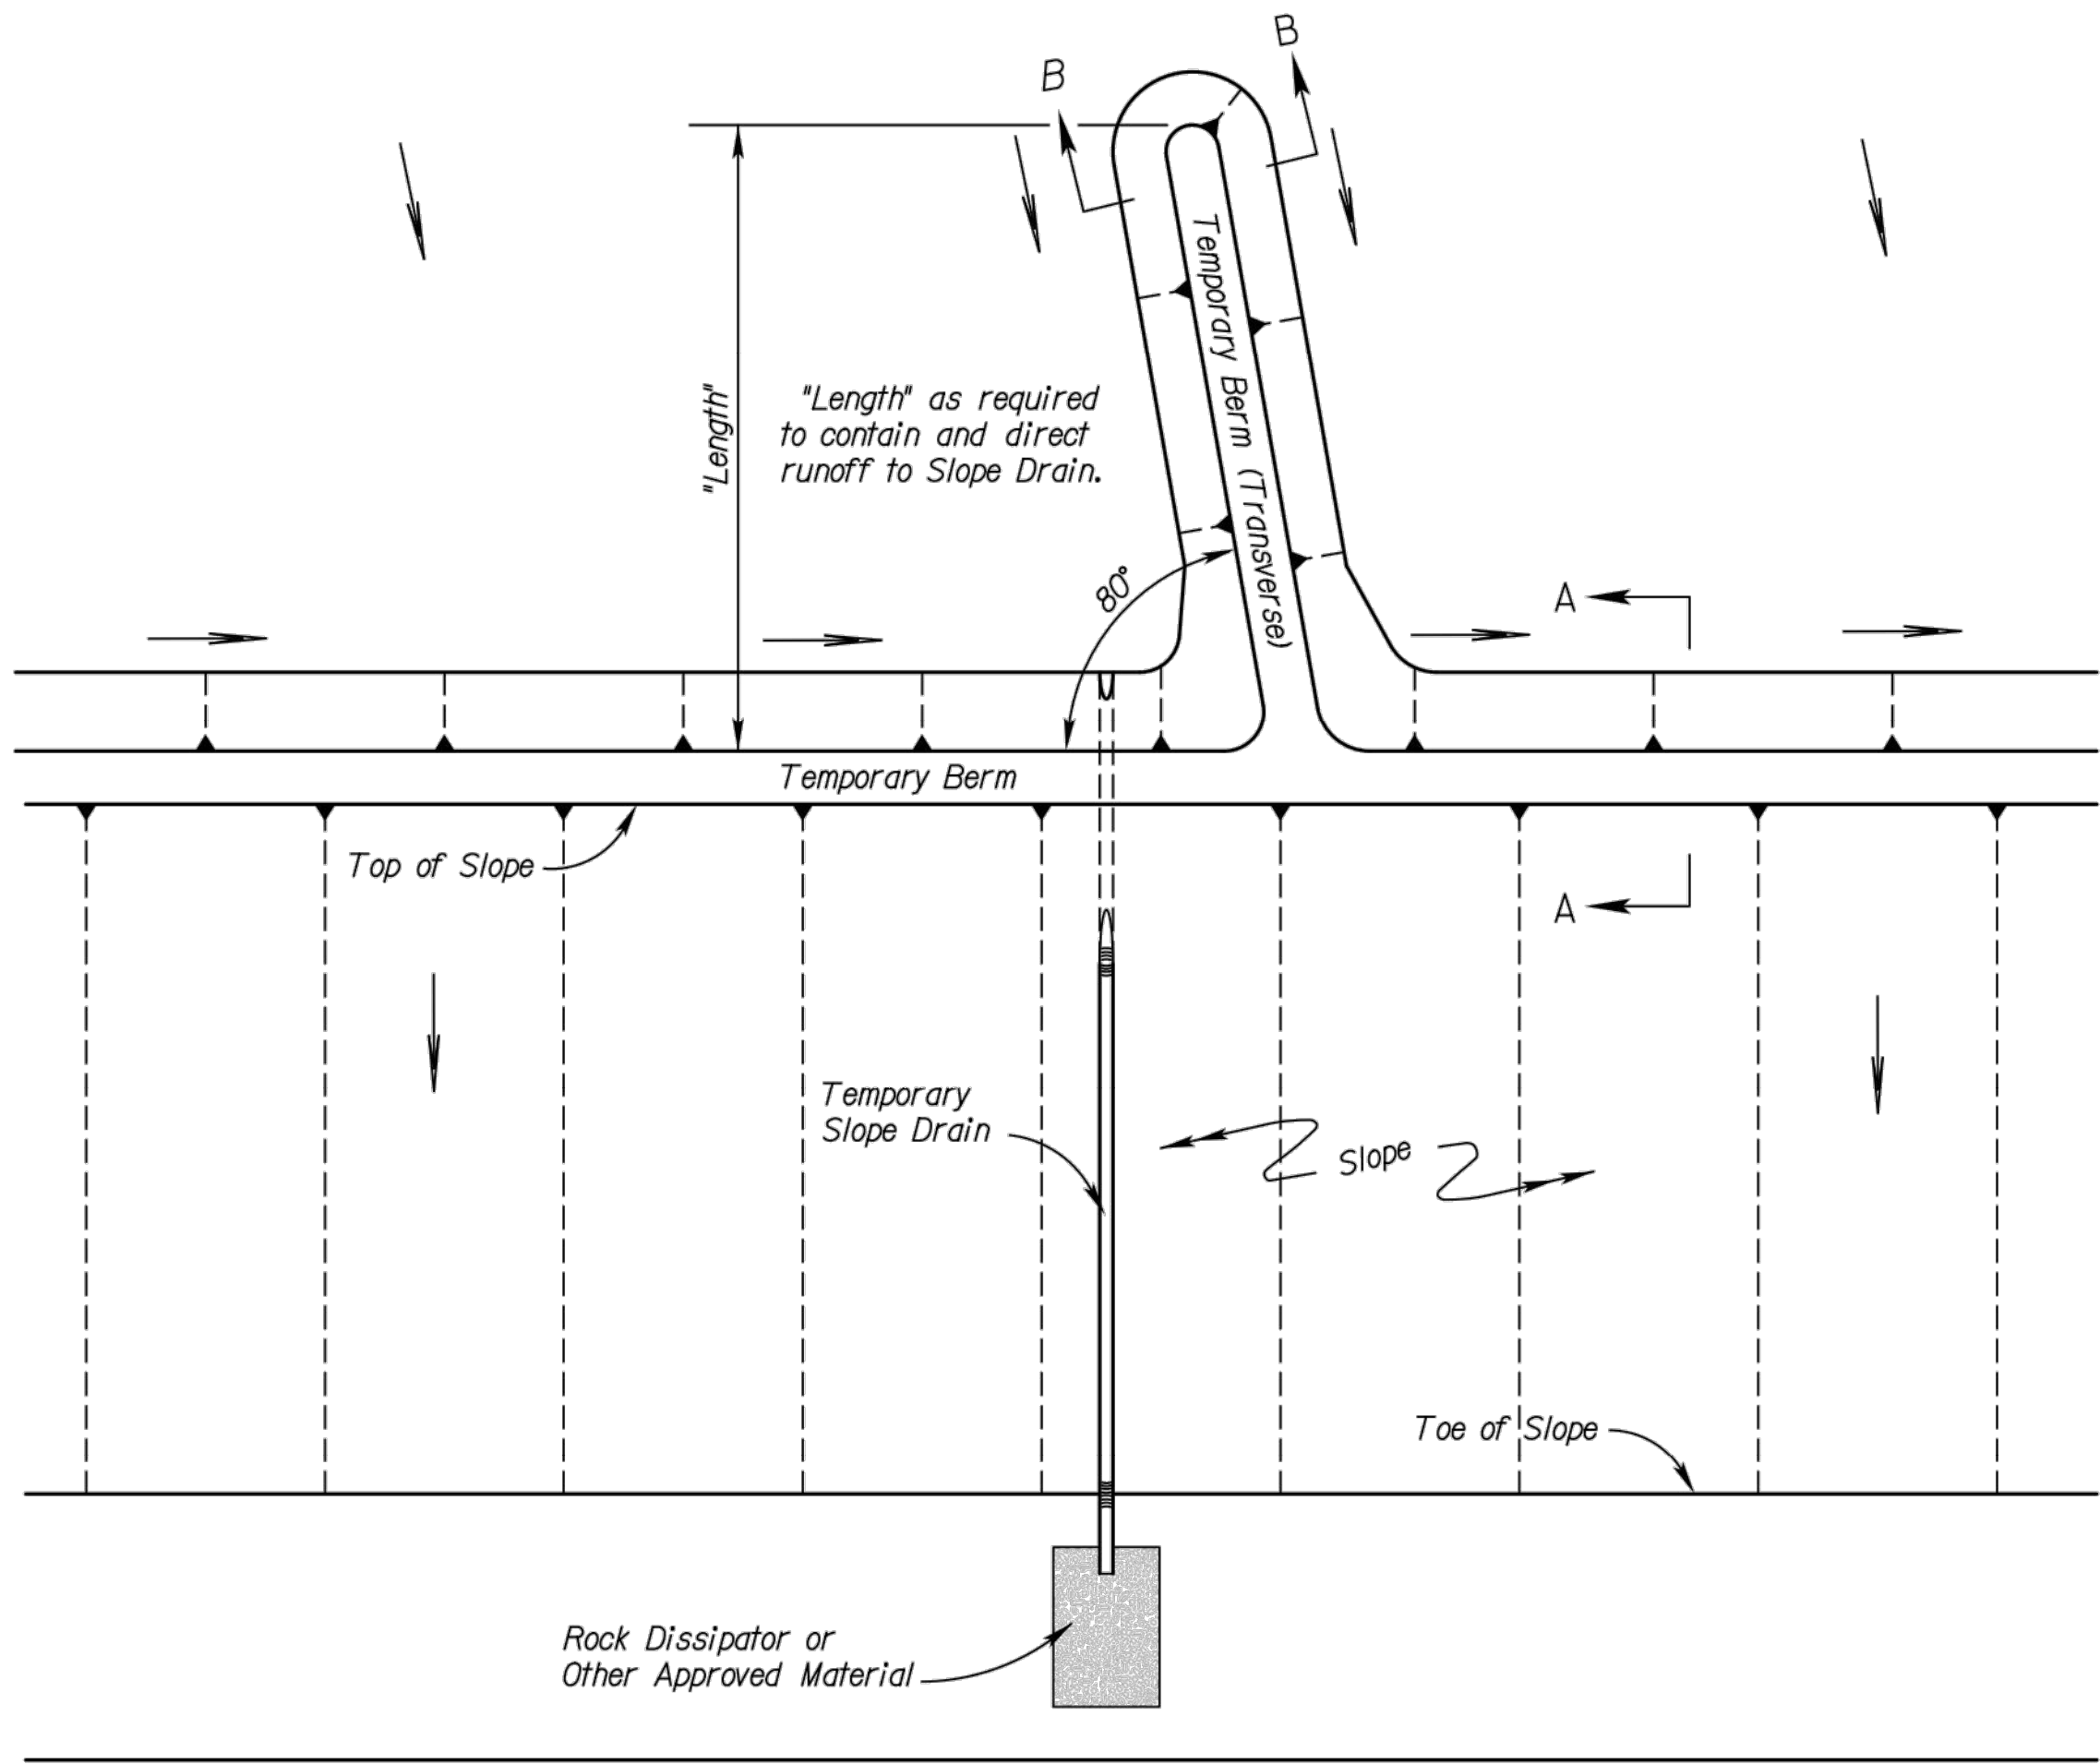 B
B
"Length"
"Length" as required
to contain and direct
runoff to Slope Drain.
Temporary Berm (Transverse)
80°
A
Temporary Berm
Top of Slope
A
Temporary
Slope Drain
Slope
Toe of Slope
Rock Dissipator or
Other Approved Material